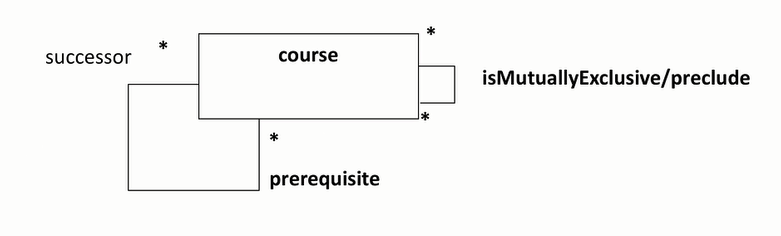 successor
*
course
*
isMutuallyExclusive/preclude
*
*
prerequisite